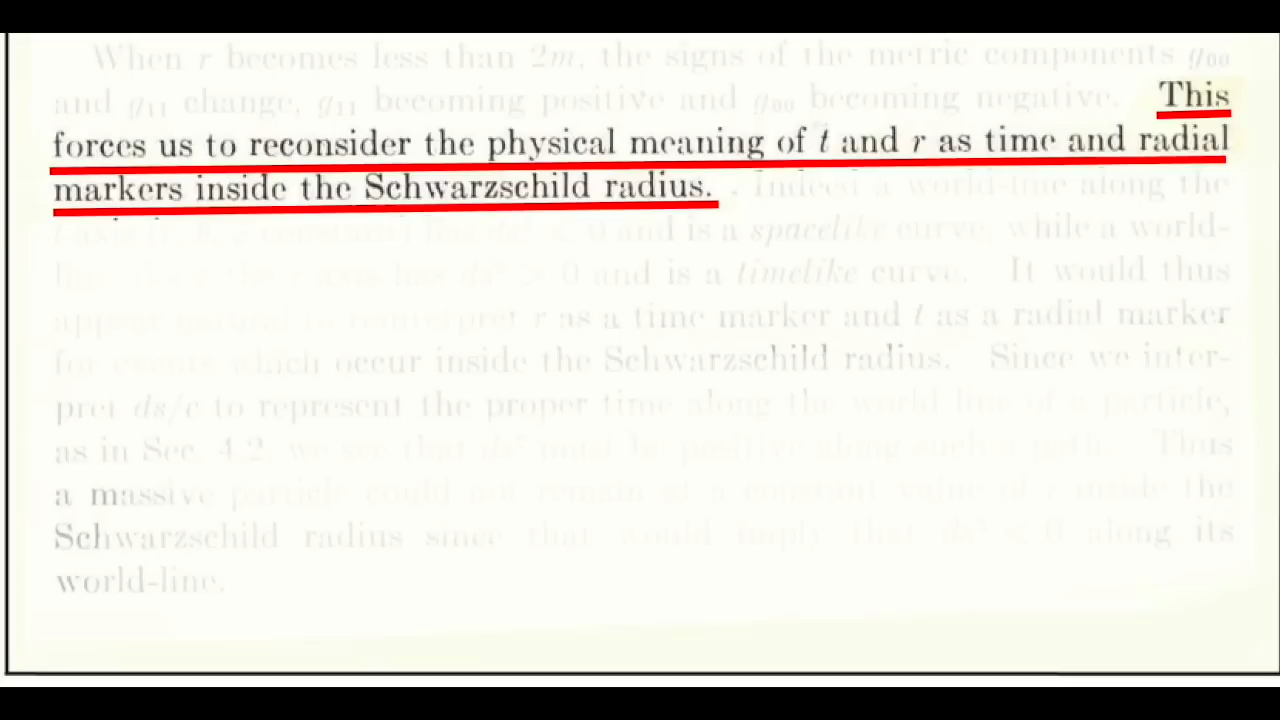 When r becomes less than 2m, the signs of the metric components g₀₀
and g₁₁ change, g₁₁ becoming positive and g₀₀ becoming negative. This
forces us to reconsider the physical meaning of t and r as time and radial
markers inside the Schwarzschild radius. Indeed a world-line along the
t axis (r, θ, φ constant) has ds² < 0 and is a spacelike curve, while a world-
line along the r axis has ds² > 0 and is a timelike curve. It would thus
appear natural to reinterpret r as a time marker and t as a radial marker
for events which occur inside the Schwarzschild radius. Since we inter-
pret ds/c to represent the proper time along the world line of a particle,
as in Sec. 4.2, we see that ds² must be positive along such a path. Thus
a massive particle could not remain at a constant value of r inside the
Schwarzschild radius since that would imply that ds² < 0 along its
world-line.